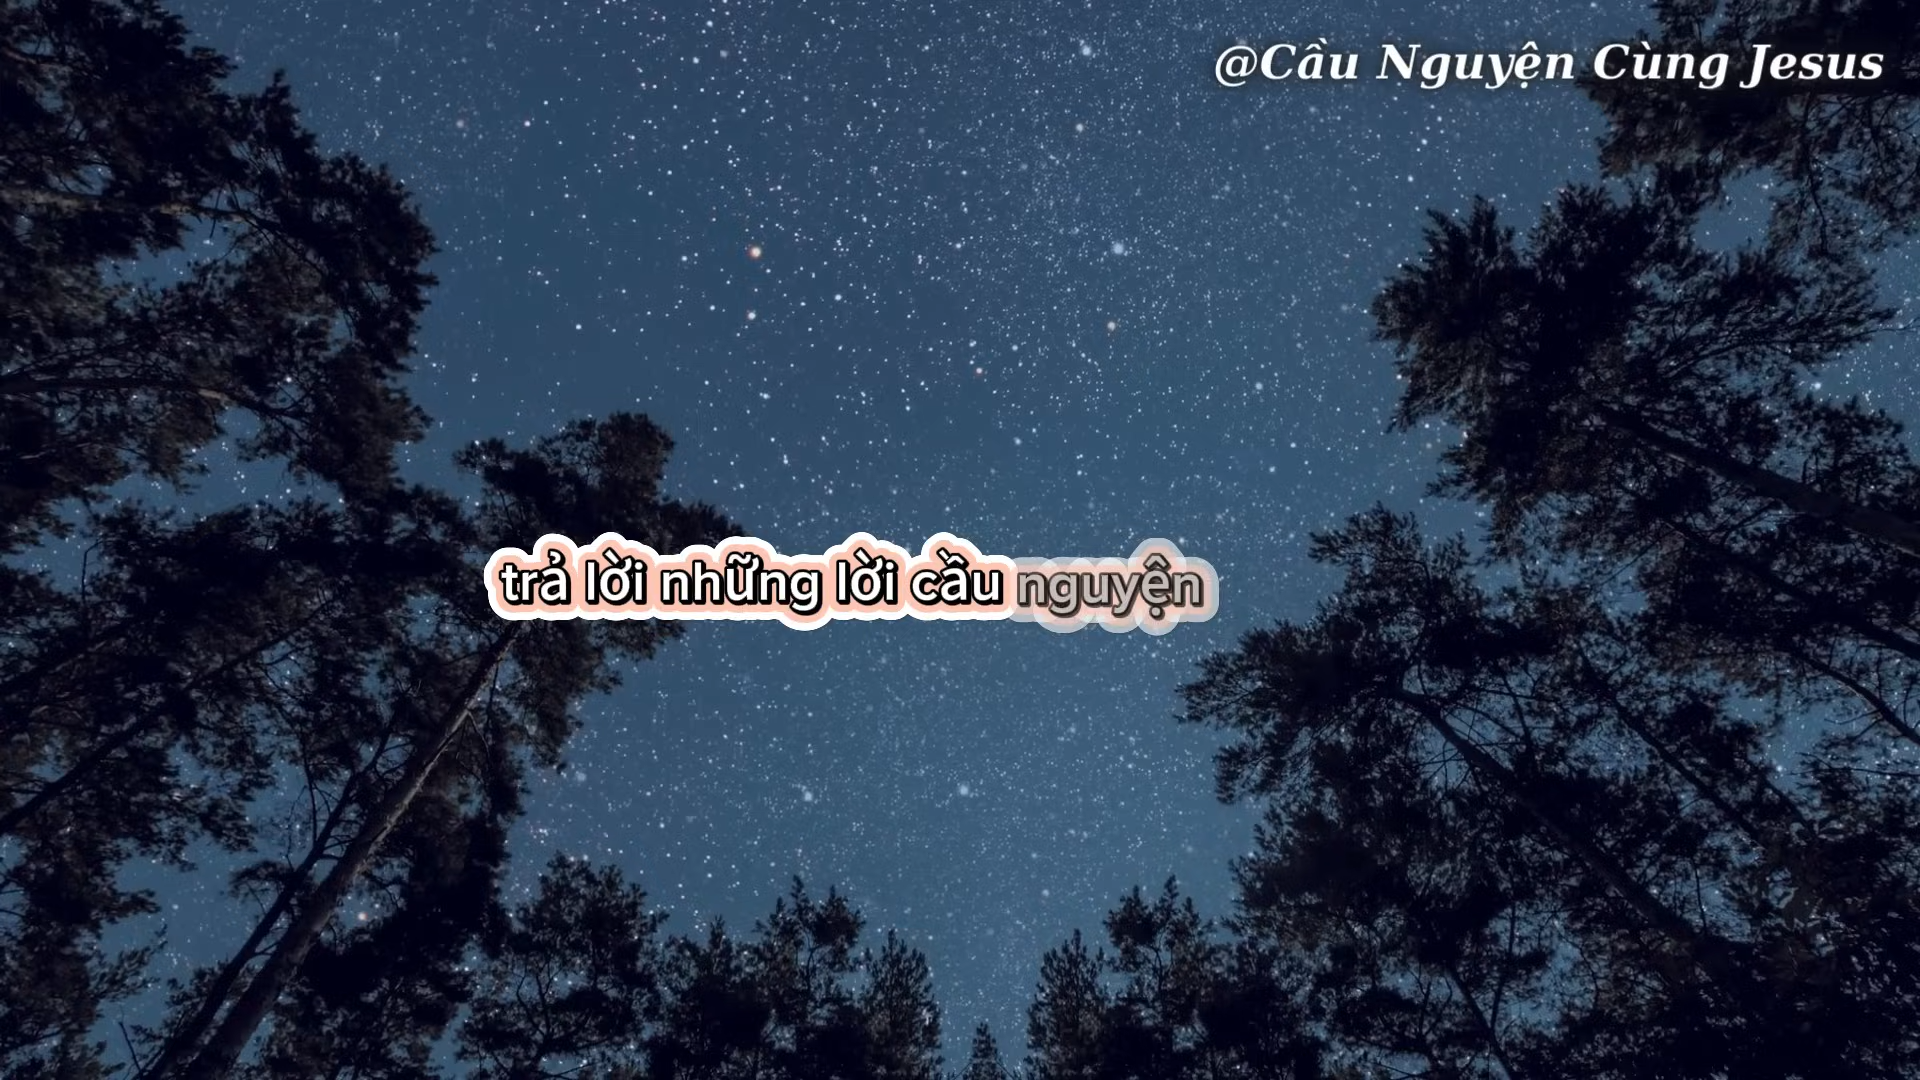 @Cầu Nguyện Cùng Jesus
trả lời những lời cầu nguyện